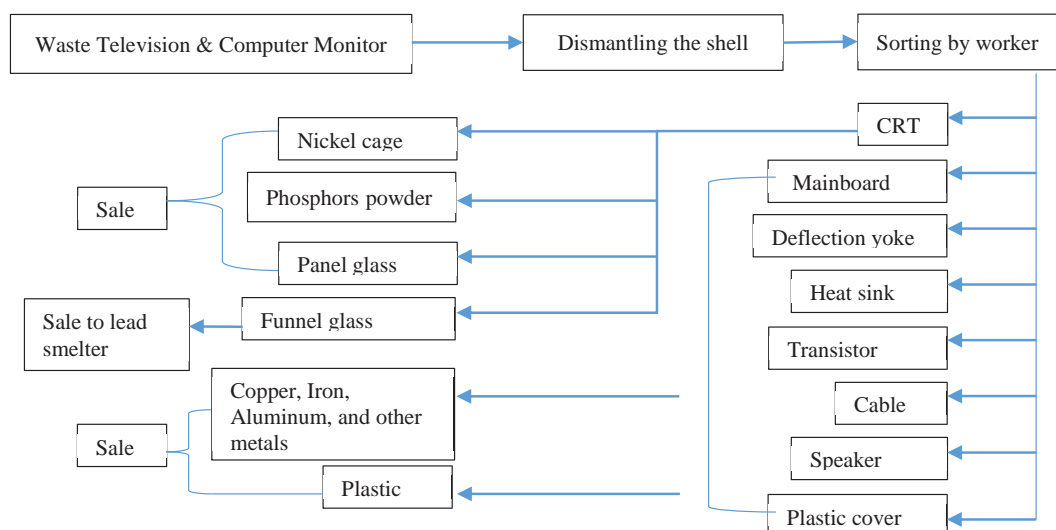 Waste Television & Computer Monitor
Dismantling the shell
Sorting by worker
Nickel cage
CRT
Phosphors powder
Mainboard
Sale
Panel glass
Deflection yoke
Heat sink
Sale to lead
smelter
Funnel glass
Transistor
Copper, Iron,
Aluminum, and other
metals
Cable
Sale
Speaker
Plastic
Plastic cover